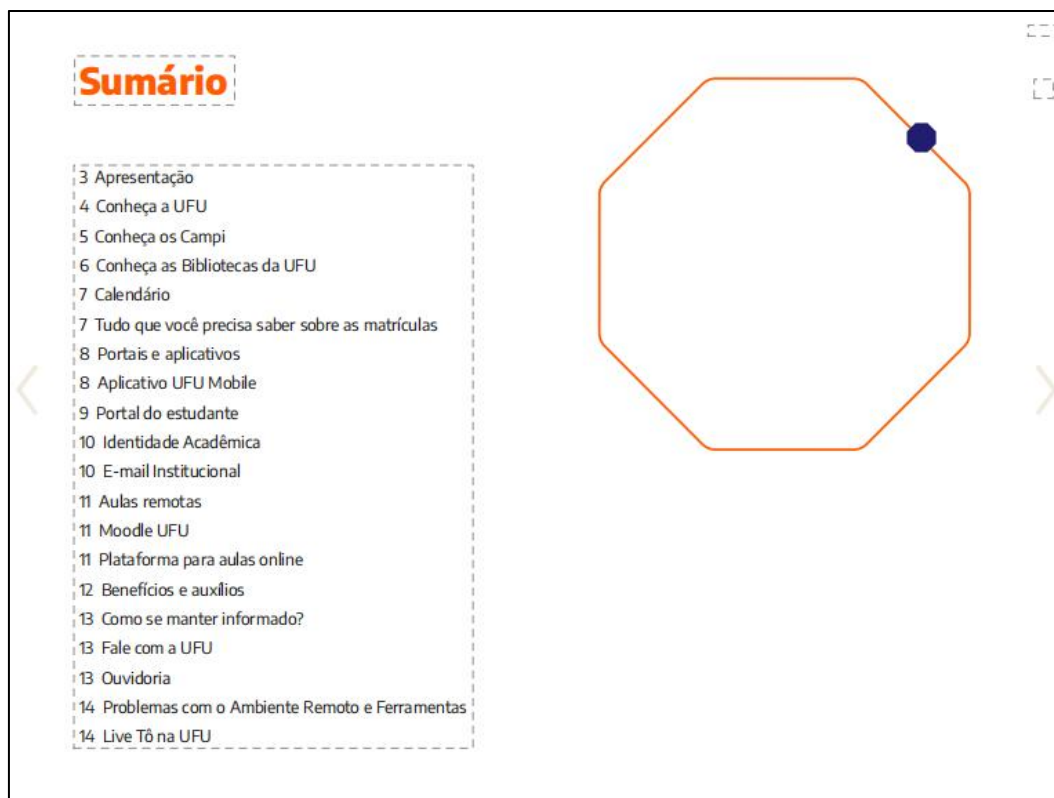 Sumário
3 Apresentação
4 Conheça a UFU
5 Conheça os Campi
6 Conheça as Bibliotecas da UFU
7 Calendário
7 Tudo que você precisa saber sobre as matrículas
8 Portais e aplicativos
8 Aplicativo UFU Mobile
9 Portal do estudante
10 Identidade Acadêmica
10 E-mail Institucional
11 Aulas remotas
11 Moodle UFU
11 Plataforma para aulas online
12 Benefícios e auxílios
13 Como se manter informado?
13 Fale com a UFU
13 Ouvidoria
14 Problemas com o Ambiente Remoto e Ferramentas
14 Live Tô na UFU